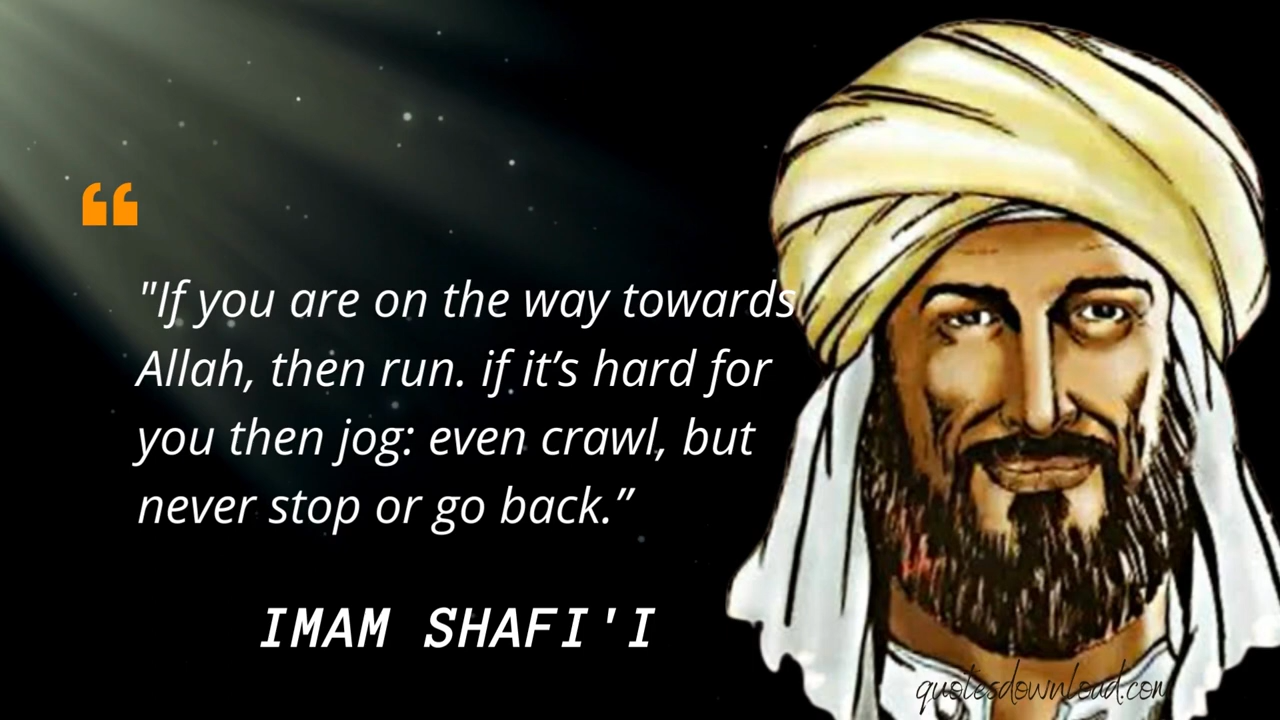 "If you are on the way towards
Allah, then run. if it’s hard for
you then jog: even crawl, but
never stop or go back.”
IMAM SHAFI'I
quotesdownload.com